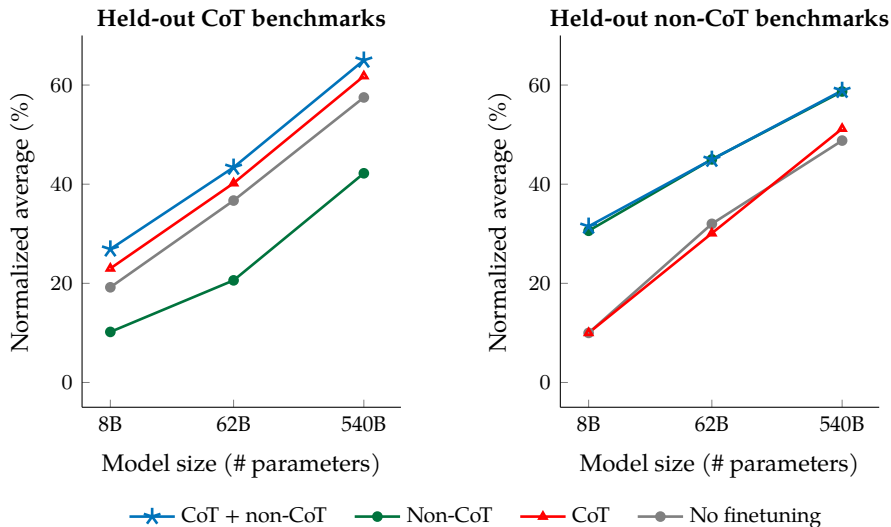 Held-out CoT benchmarks
Normalized average (%)
60
40
20
0
8B
62B
540B
Model size (# parameters)
Held-out non-CoT benchmarks
Normalized average (%)
60
40
20
0
8B
62B
540B
Model size (# parameters)
CoT + non-CoT
Non-CoT
CoT
No finetuning